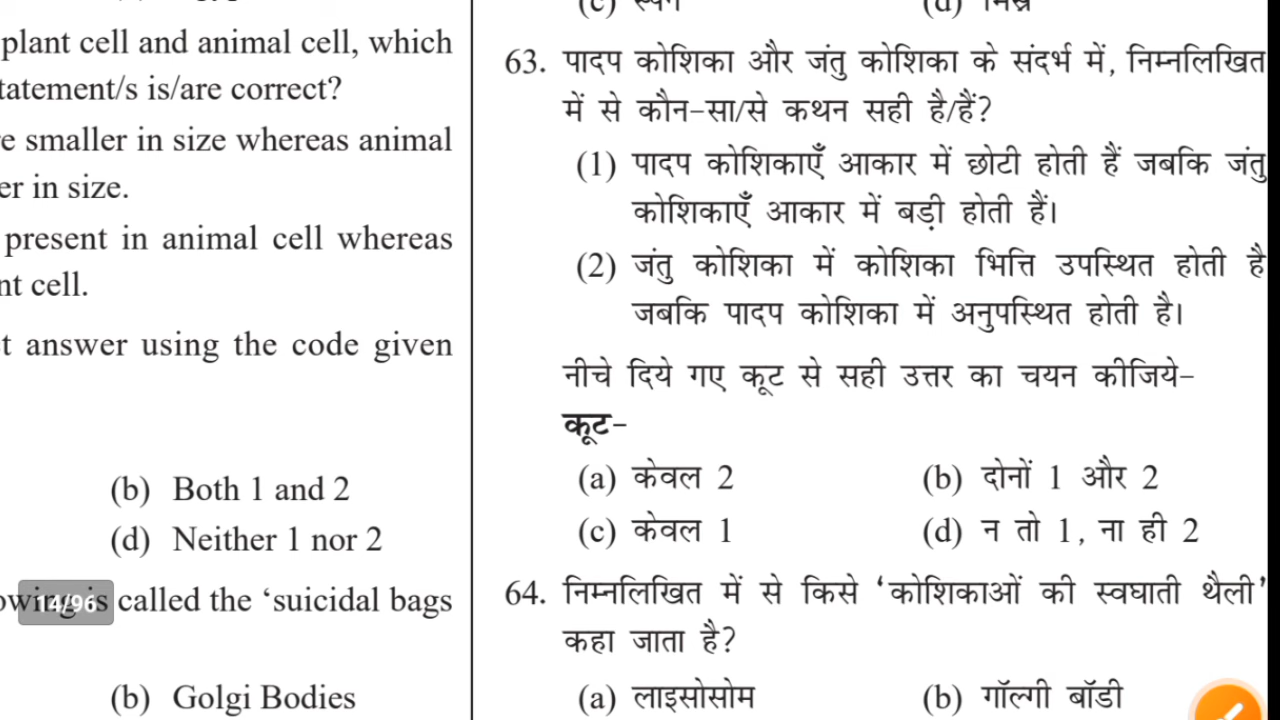 plant cell and animal cell, which
tatement/s is/are correct?
e smaller in size whereas animal
er in size.
present in animal cell whereas
nt cell.
t answer using the code given
(b) Both 1 and 2
(d) Neither 1 nor 2
14/96
is called the ‘suicidal bags
(b) Golgi Bodies
(c) स्पंज
63. पादप कोशिका और जंतु कोशिका के संदर्भ में, निम्नलिखित
में से कौन-सा/से कथन सही है/हैं?
(1) पादप कोशिकाएँ आकार में छोटी होती हैं जबकि जंतु
कोशिकाएँ आकार में बड़ी होती हैं।
(2) जंतु कोशिका में कोशिका भित्ति उपस्थित होती है
जबकि पादप कोशिका में अनुपस्थित होती है।
नीचे दिये गए कूट से सही उत्तर का चयन कीजिये-
कूट-
(a) केवल 2 (b) दोनों 1 और 2
(c) केवल 1 (d) न तो 1, ना ही 2
64. निम्नलिखित में से किसे ‘कोशिकाओं की स्वघाती थैली’
कहा जाता है?
(a) लाइसोसोम (b) गॉल्गी बॉडी